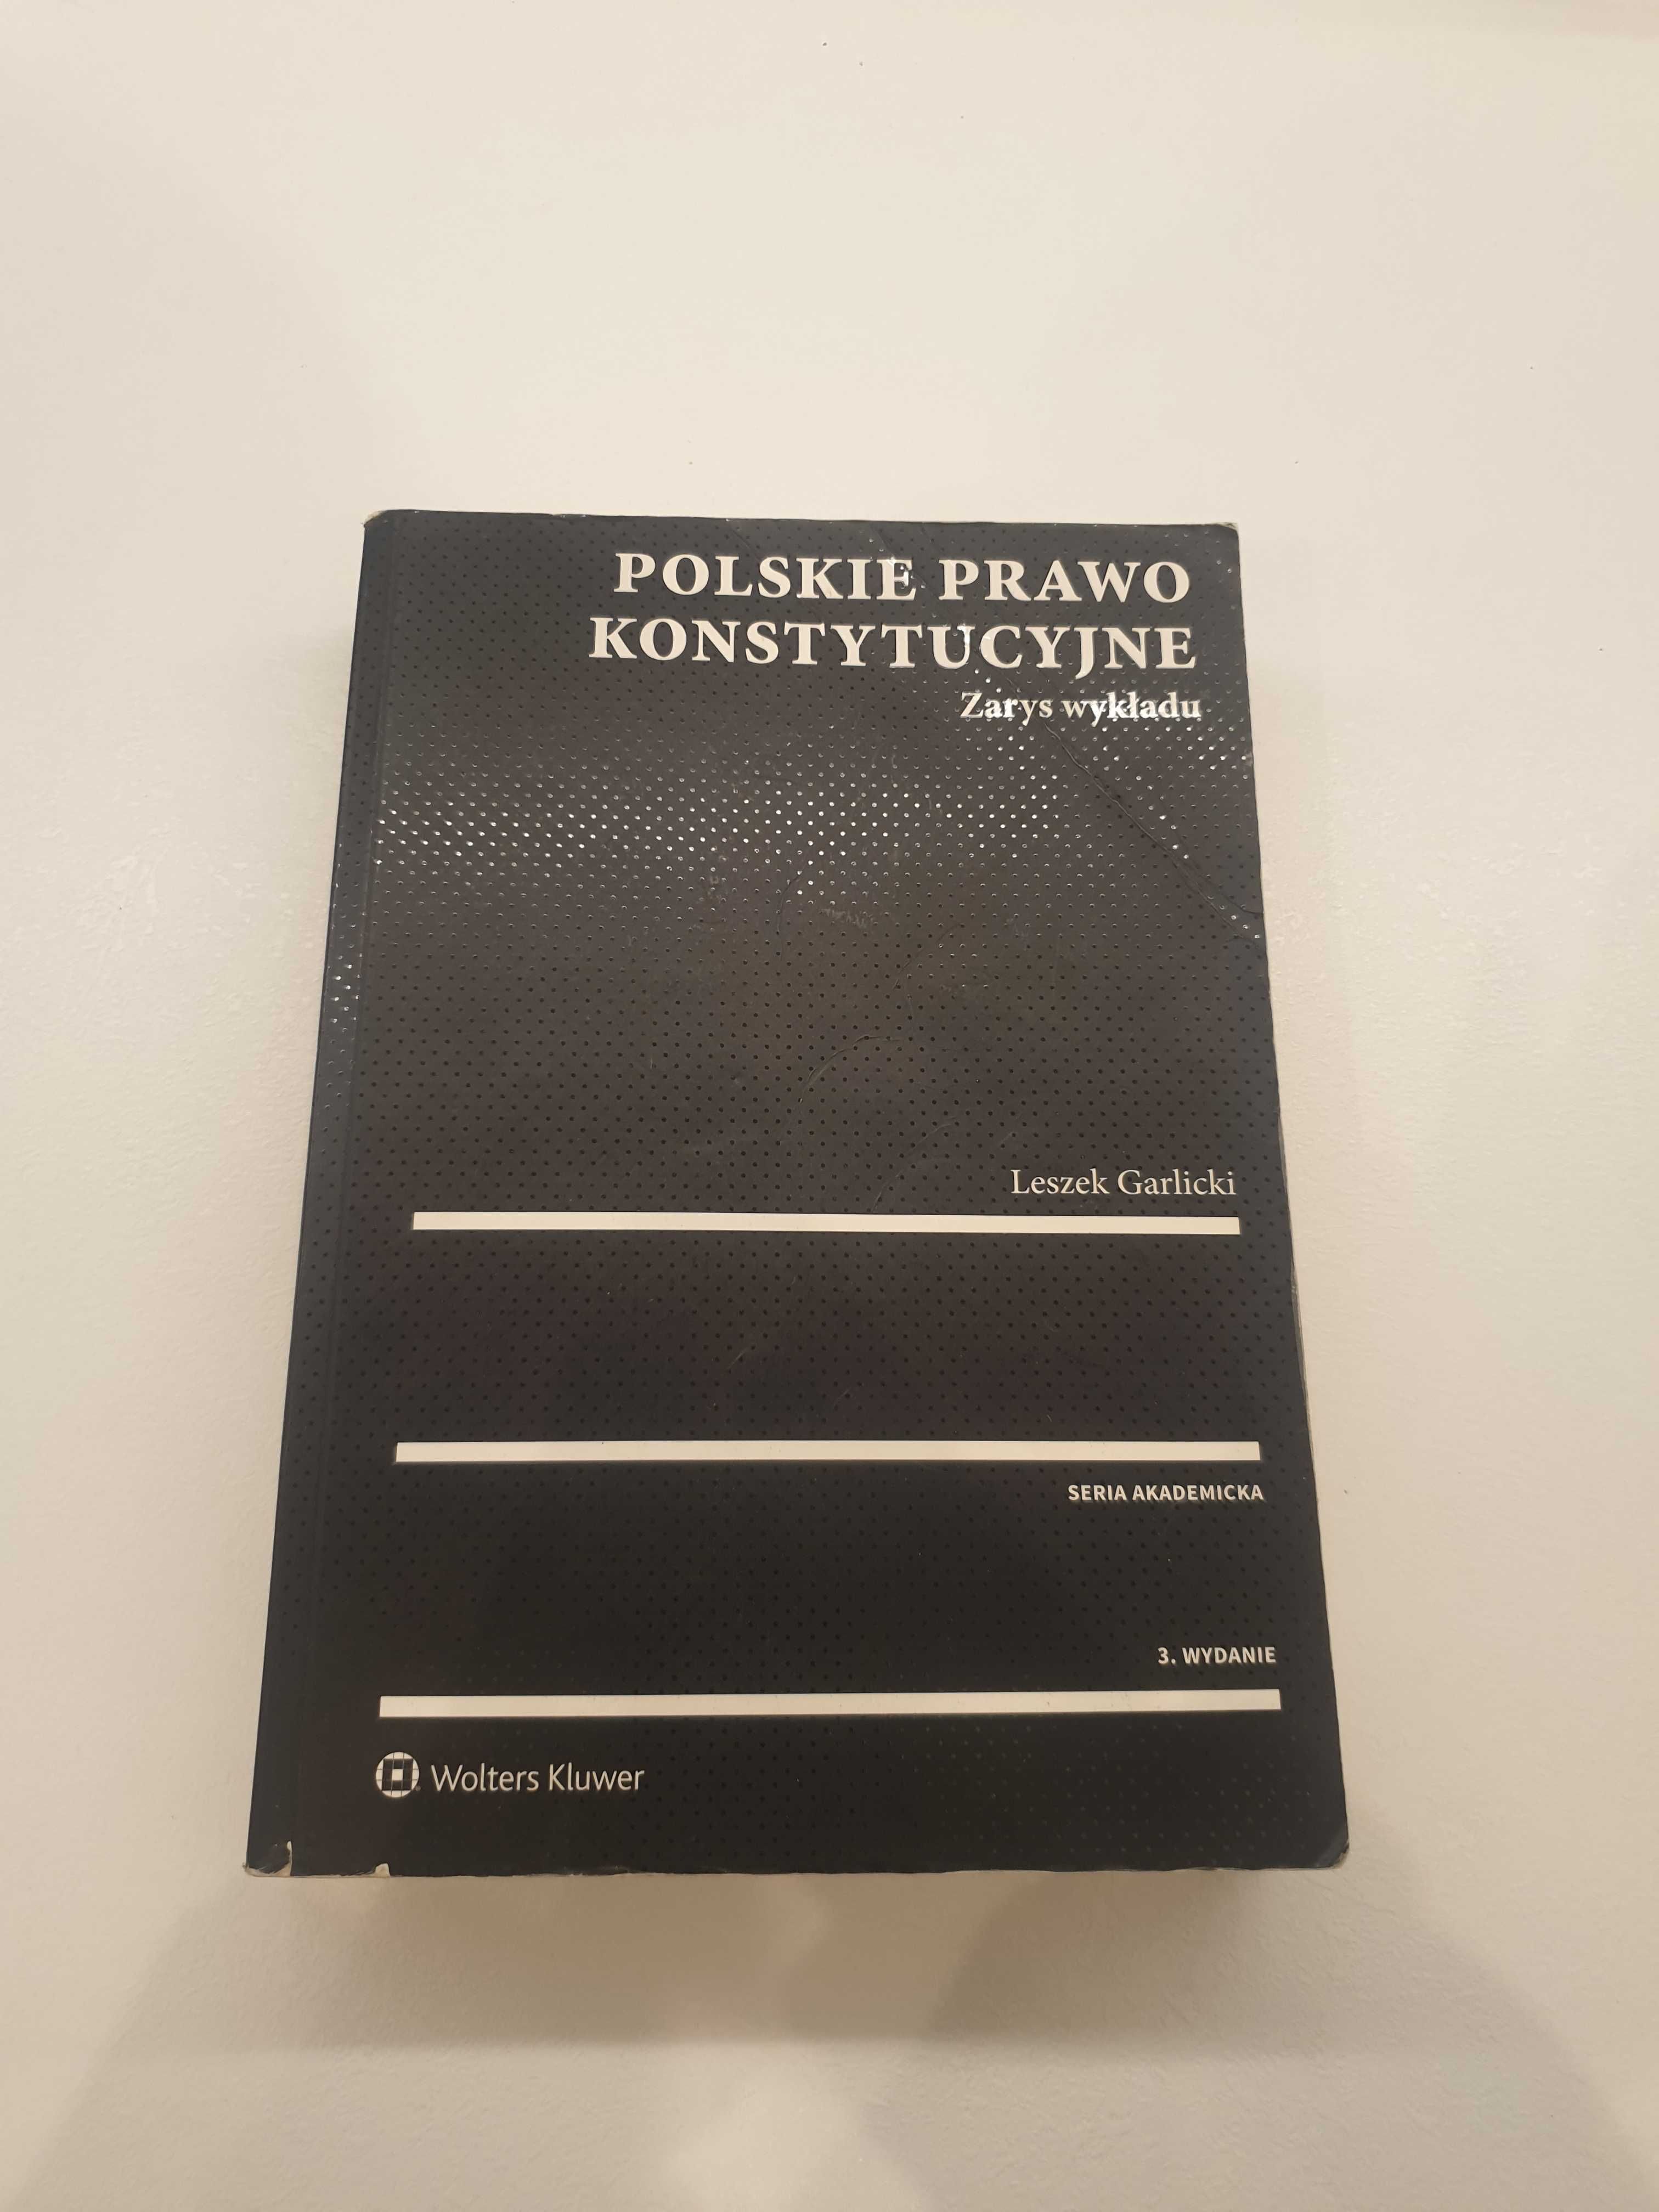 POLSKIE PRAWO
KONSTYTUCYJNE
Zarys wykładu
Leszek Garlicki
SERIA AKADEMICKA
3. WYDANIE
Wolters Kluwer